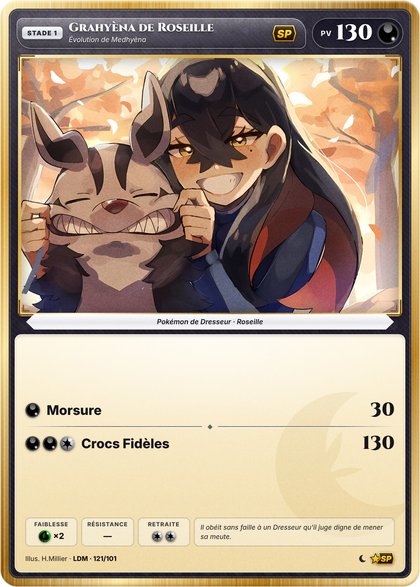 STADE 1
GRAHYÈNA DE ROSEILLE
Évolution de Medhyèna
SP
PV 130
Pokémon de Dresseur · Roseille
Morsure 30
Crocs Fidèles 130
FAIBLESSE
×2
RÉSISTANCE
—
RETRAITE
Il obéit sans faille à un Dresseur qu'il juge digne de mener
sa meute.
Illus. H.Millier · LDM · 121/101
SP